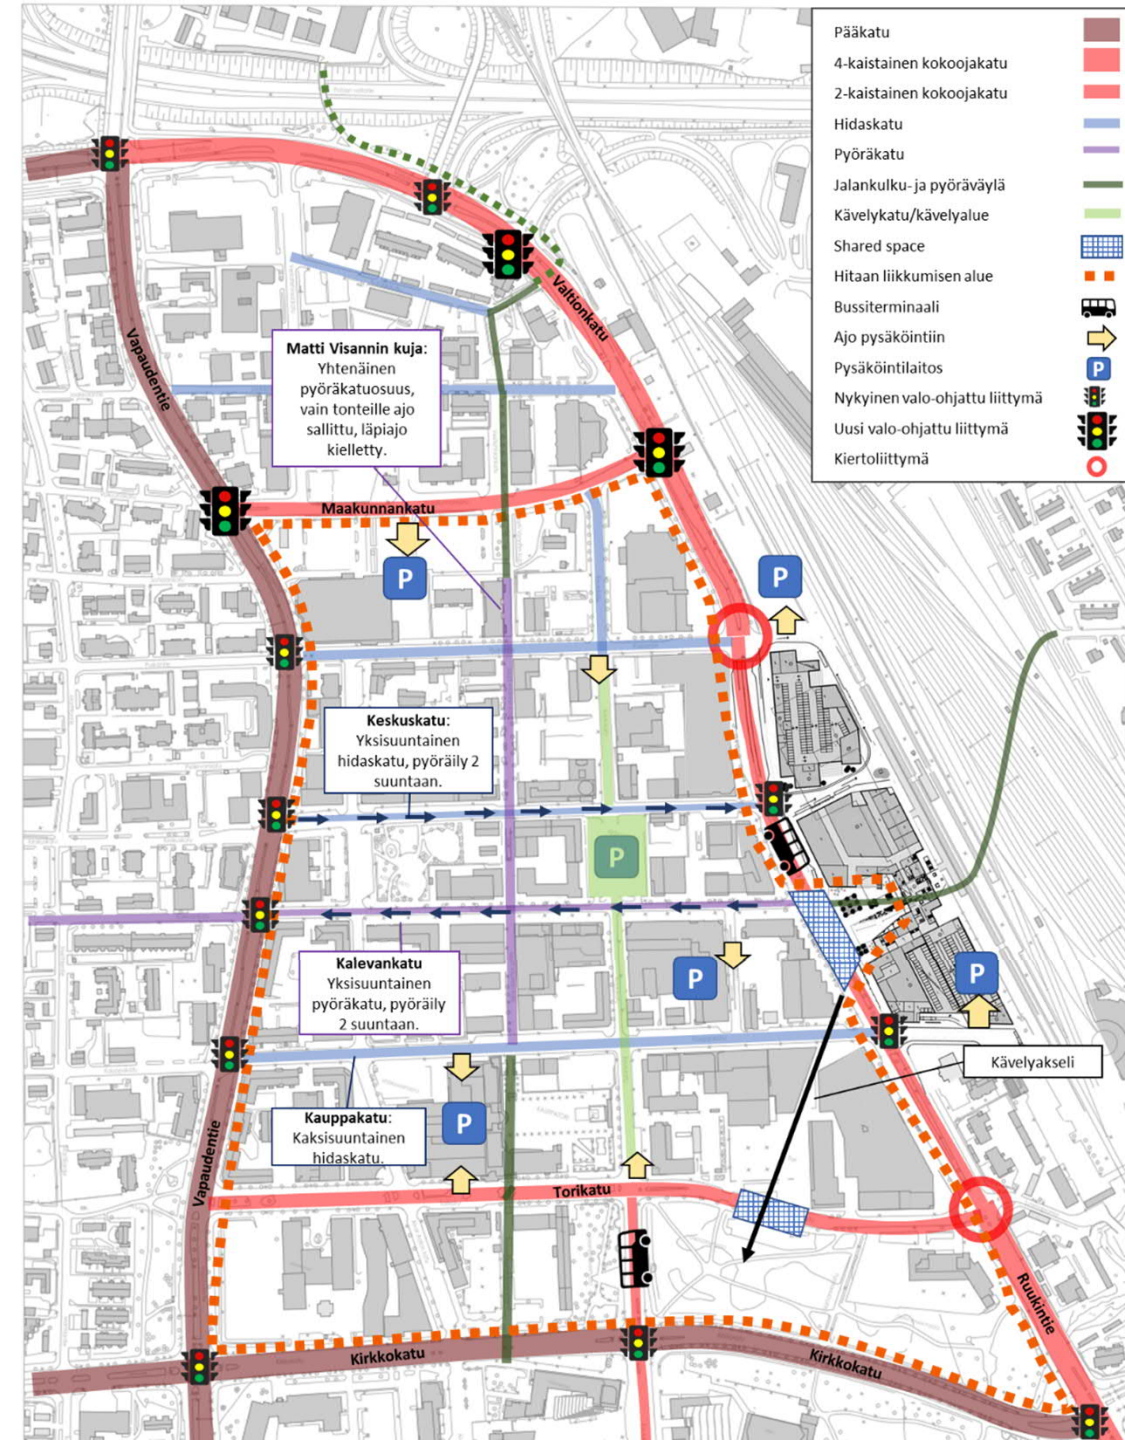 Pääkatu
4-kaistainen kokoojakatu
2-kaistainen kokoojakatu
Hidaskatu
Pyöräkatu
Jalankulku- ja pyöräväylä
Kävelykatu/kävelyalue
Shared space
Hitaan liikkumisen alue
Bussiterminaali
Ajo pysäköintiin
Pysäköintilaitos
P
Nykyinen valo-ohjattu liittymä
Uusi valo-ohjattu liittymä
Kiertoliittymä
Valtionkatu
Vapaudentie
Matti Visannin kuja:
Yhtenäinen
pyöräkatuosuus,
vain tonteille ajo
sallittu, läpiajo
kielletty.
Maakunnankatu
P
P
Keskuskatu:
Yksisuuntainen
hidaskatu, pyöräily 2
suuntaan.
P
Kalevankatu
Yksisuuntainen
pyöräkatu, pyöräily
2 suuntaan.
P
P
Kävelyakseli
Kauppakatu:
Kaksisuuntainen
hidaskatu.
P
Vapaudentie
Torikatu
Ruukintie
Kirkkokatu
Kirkkokatu